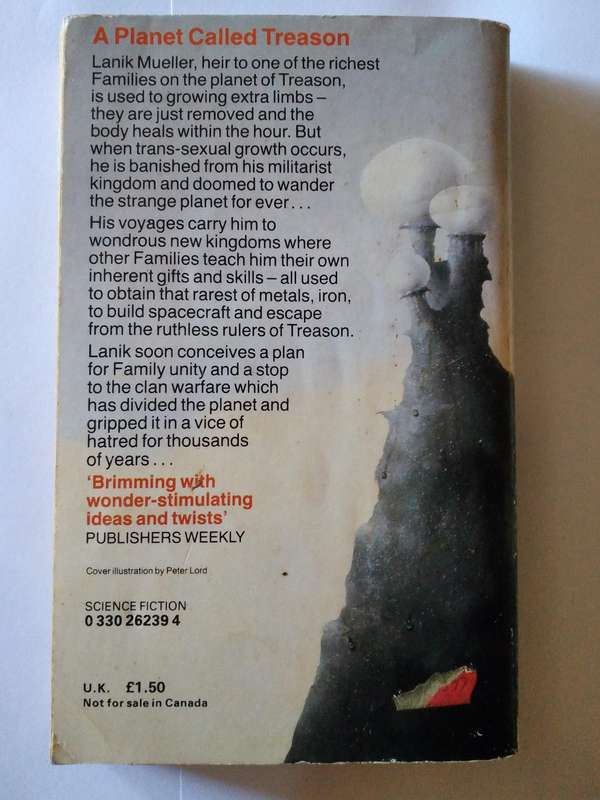 A Planet Called Treason
Lanik Mueller, heir to one of the richest
Families on the planet of Treason,
is used to growing extra limbs –
they are just removed and the
body heals within the hour. But
when trans-sexual growth occurs,
he is banished from his militarist
kingdom and doomed to wander
the strange planet for ever...
His voyages carry him to
wondrous new kingdoms where
other Families teach him their own
inherent gifts and skills – all used
to obtain that rarest of metals, iron,
to build spacecraft and escape
from the ruthless rulers of Treason.
Lanik soon conceives a plan
for Family unity and a stop
to the clan warfare which
has divided the planet and
gripped it in a vice of
hatred for thousands
of years...
'Brimming with
wonder-stimulating
ideas and twists'
PUBLISHERS WEEKLY
Cover illustration by Peter Lord
SCIENCE FICTION
0 330 26239 4
U.K. £1.50
Not for sale in Canada